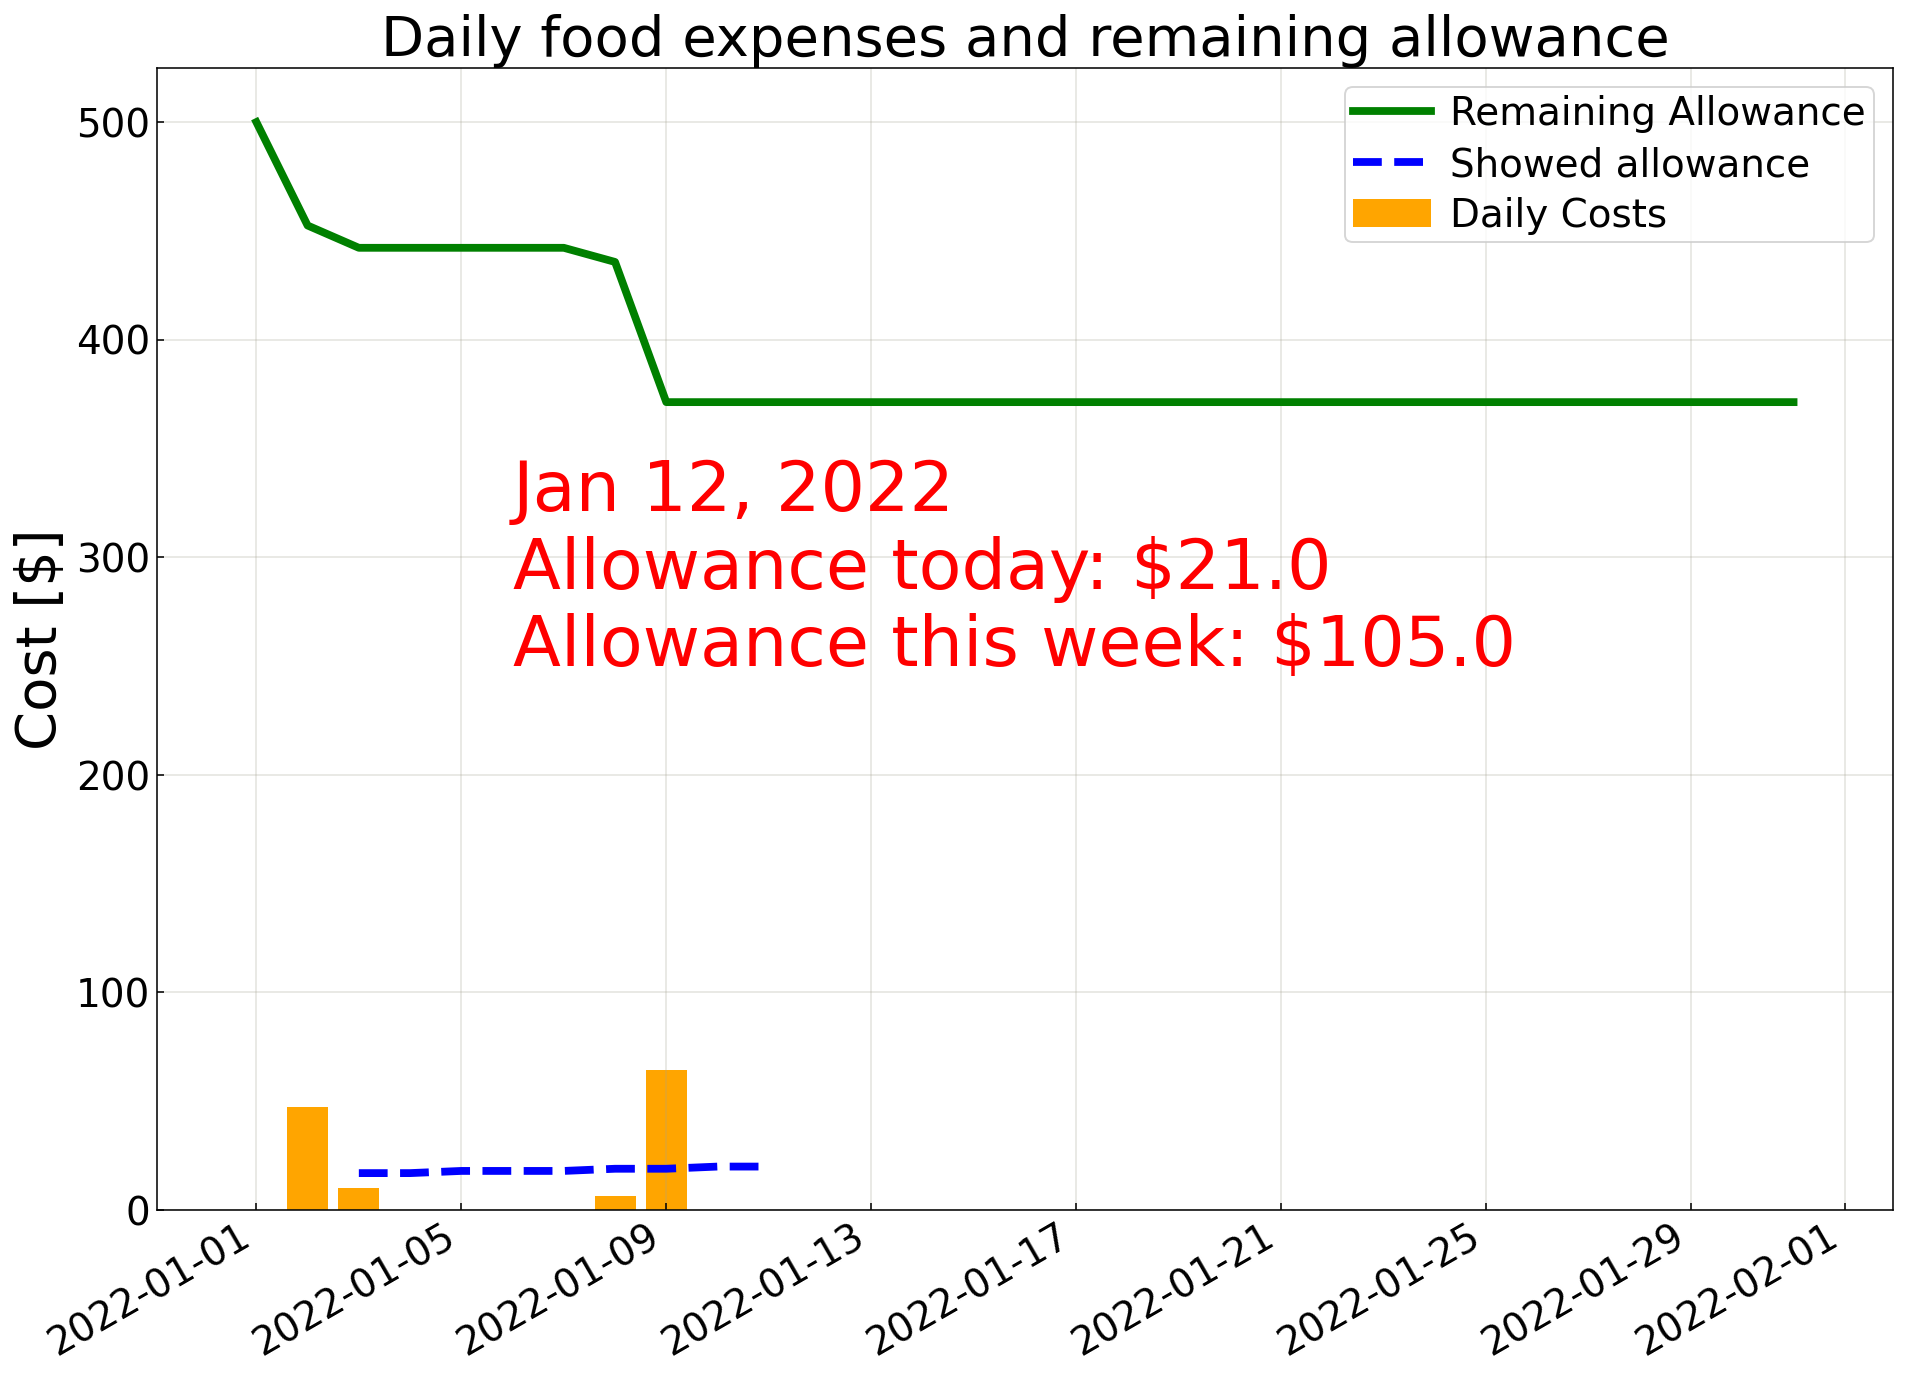 Daily food expenses and remaining allowance
Remaining Allowance
Showed allowance
Daily Costs
500
400
300
200
100
0
Cost [$]
Jan 12, 2022
Allowance today: $21.0
Allowance this week: $105.0
2022-01-01
2022-01-05
2022-01-09
2022-01-13
2022-01-17
2022-01-21
2022-01-25
2022-01-29
2022-02-01